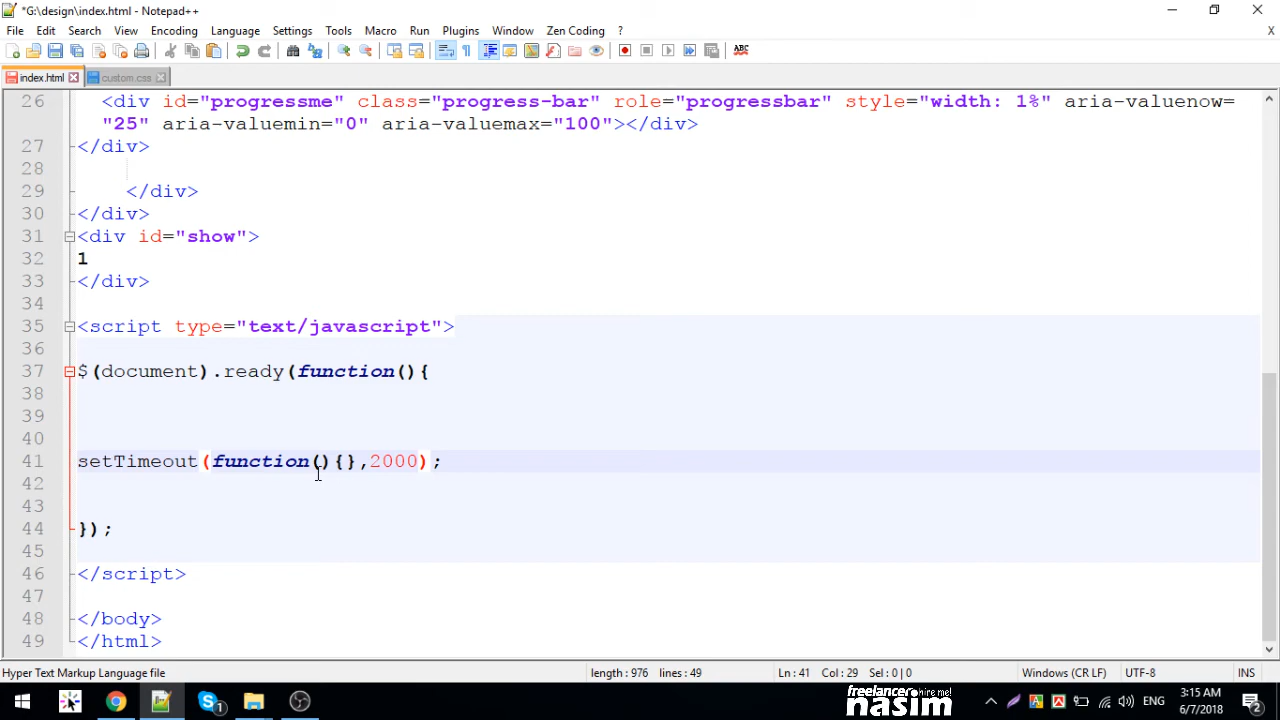 *G:\design\index.html - Notepad++
File Edit Search View Encoding Language Settings Tools Macro Run Plugins Window Zen Coding ?
X
ABC
index.html custom.css
26 <div id="progressme" class="progress-bar" role="progressbar" style="width: 1%" aria-valuenow=
"25" aria-valuemin="0" aria-valuemax="100"></div>
27 </div>
28
29 </div>
30 </div>
31 <div id="show">
32 1
33 </div>
34
35 <script type="text/javascript">
36
37 $(document).ready(function(){
38
39
40
41 setTimeout(function(){},2000);
42
43
44 });
45
46 </script>
47
48 </body>
49 </html>
Hyper Text Markup Language file length : 976 lines : 49 Ln : 41 Col : 29 Sel : 0 | 0 Windows (CR LF) UTF-8 INS
freelancer hire me!
nasim
1
ENG
3:15 AM
6/7/2018
2